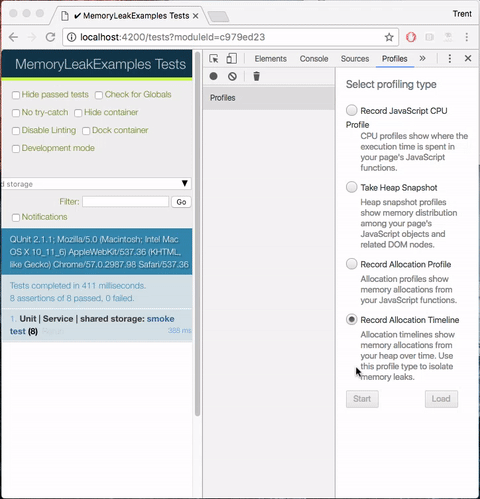 ✔ MemoryLeakExamples Tests
Trent
localhost:4200/tests?moduleId=c979ed23
MemoryLeakExamples Tests
Hide passed tests Check for Globals
No try-catch Hide container
Disable Linting Dock container
Development mode
d storage
Filter: Go
Notifications
QUnit 2.1.1; Mozilla/5.0 (Macintosh; Intel Mac
OS X 10_11_6) AppleWebKit/537.36 (KHTML,
like Gecko) Chrome/57.0.2987.98 Safari/537.36
Tests completed in 411 milliseconds.
8 assertions of 8 passed, 0 failed.
1. Unit | Service | shared storage: smoke
test (8)
388 ms
Elements Console Sources Profiles »
Profiles
Select profiling type
Record JavaScript CPU
Profile
CPU profiles show where the
execution time is spent in
your page's JavaScript
functions.
Take Heap Snapshot
Heap snapshot profiles
show memory distribution
among your page's
JavaScript objects and
related DOM nodes.
Record Allocation Profile
Allocation profiles show
memory allocations from
your JavaScript functions.
Record Allocation Timeline
Allocation timelines show
memory allocations from
your heap over time. Use
this profile type to isolate
memory leaks.
Start Load